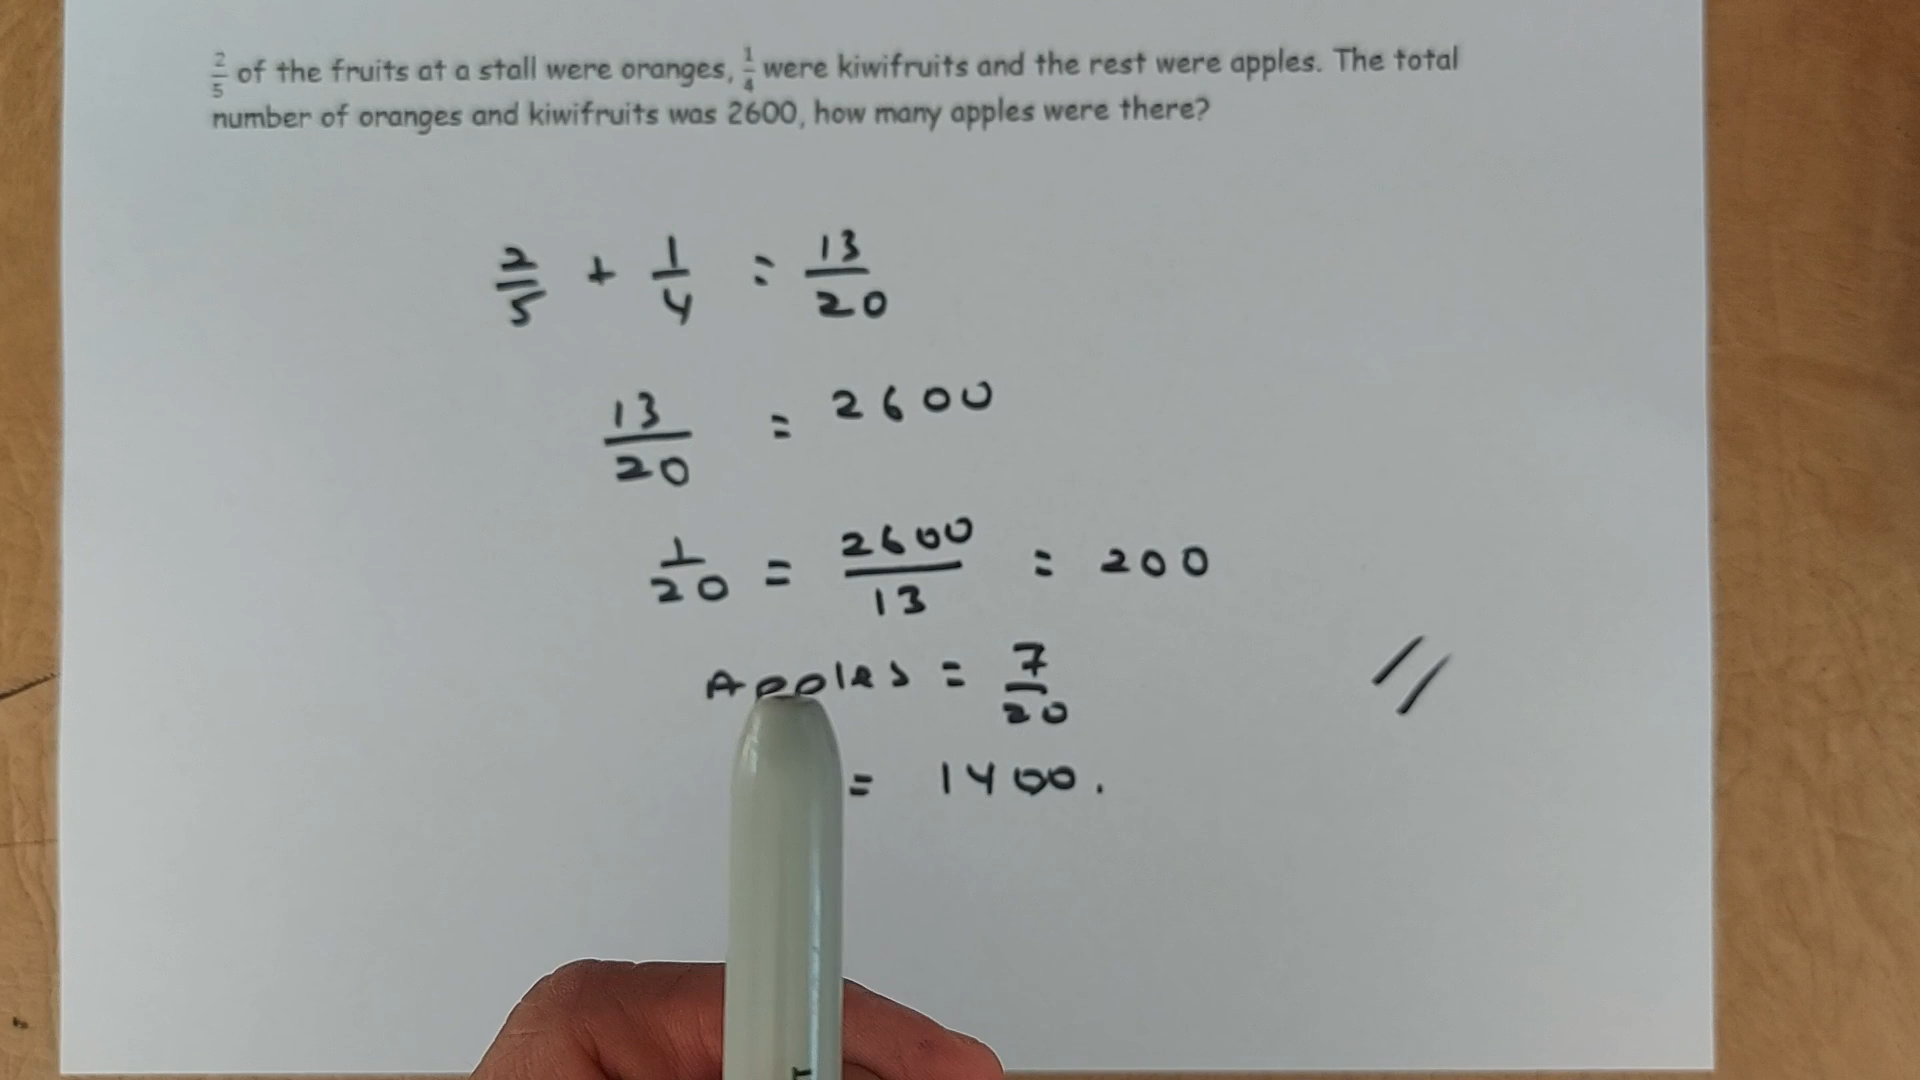 2/5 of the fruits at a stall were oranges, 1/4 were kiwifruits and the rest were apples. The total
number of oranges and kiwifruits was 2600, how many apples were there?
2/5 + 1/4 = 13/20
13/20 = 2600
1/20 = 2600/13 = 200
Apples = 7/20
= 1400.